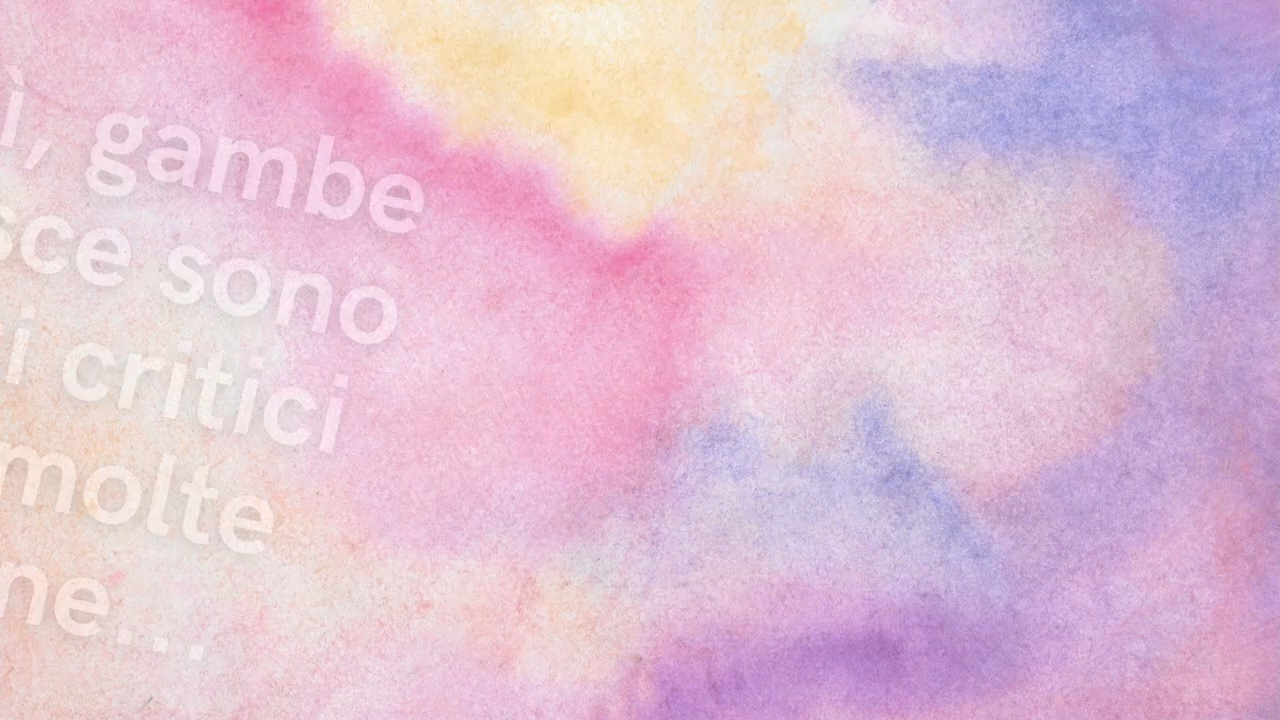 ì, gambe
sce sono
i critici
molte
ne...